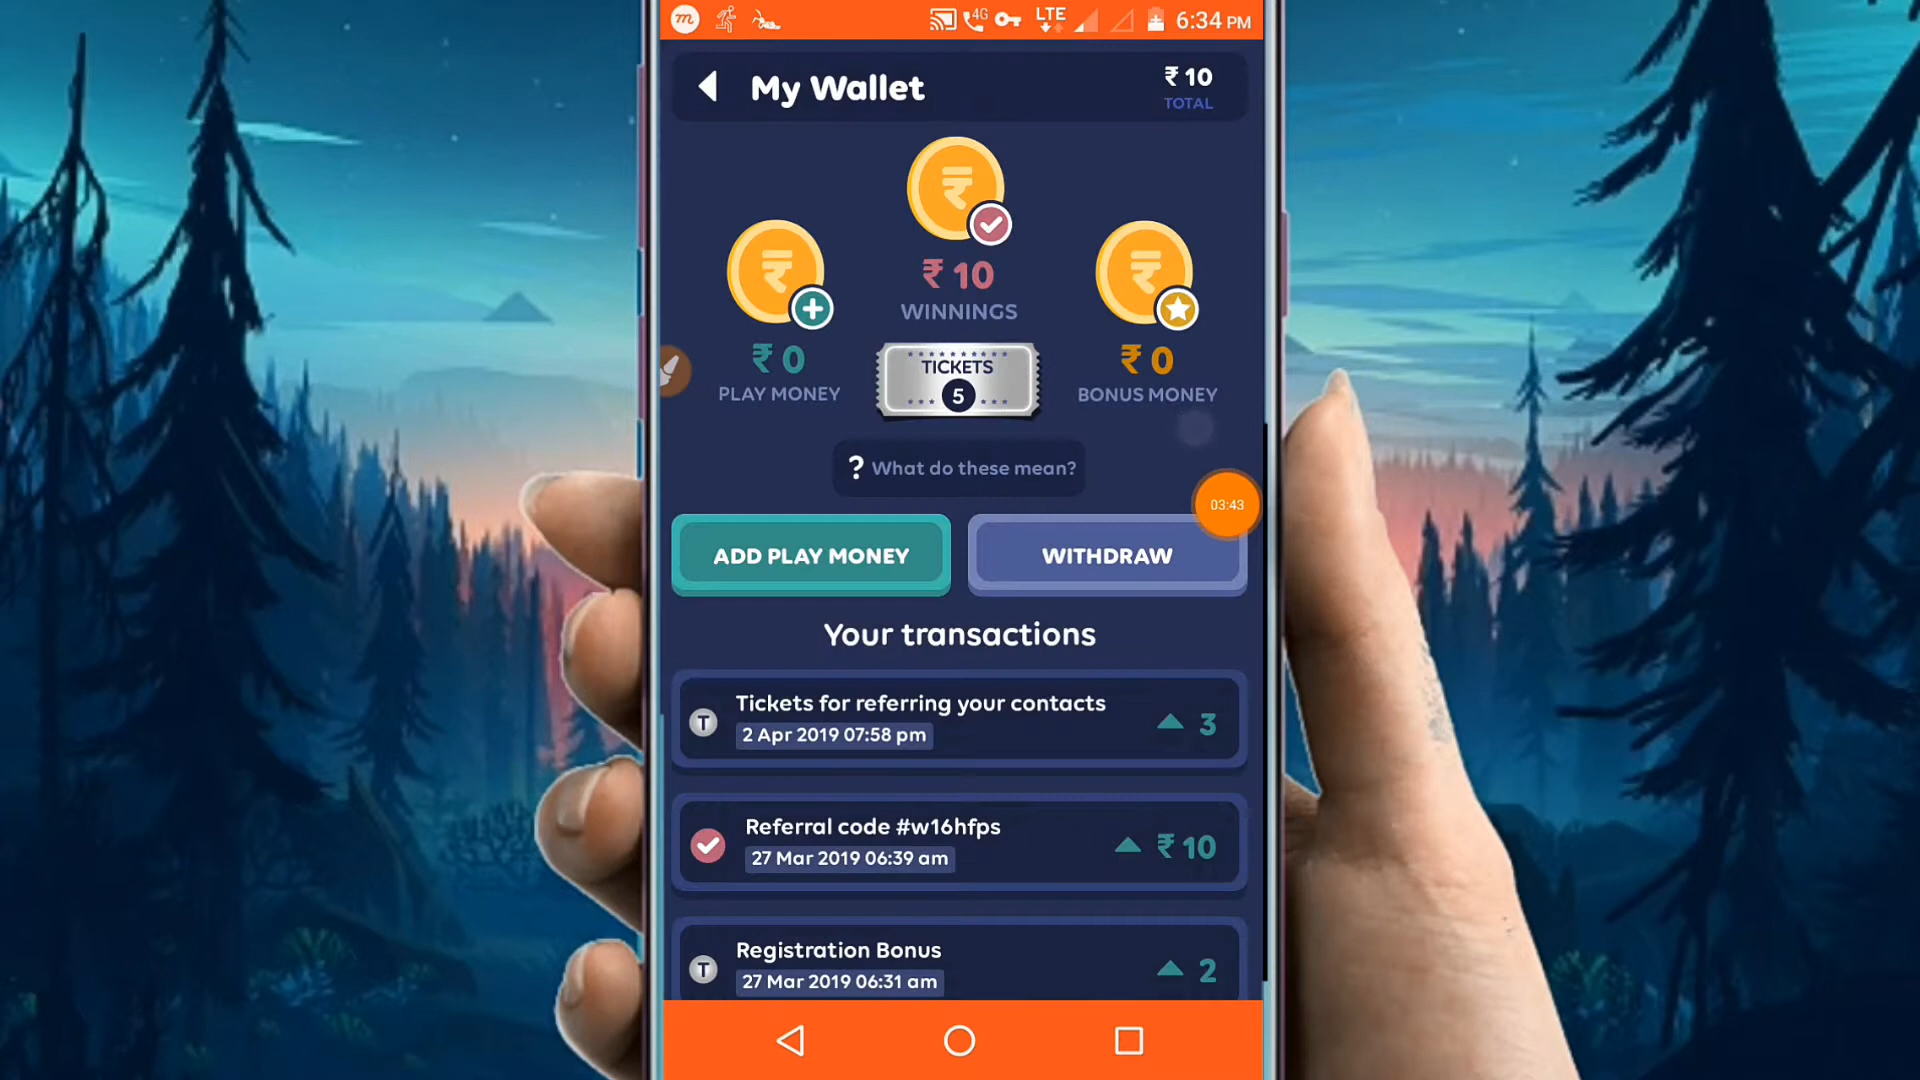 m
4G
LTE
6:34 PM
My Wallet
₹ 10
TOTAL
₹ 10
WINNINGS
₹ 0
PLAY MONEY
TICKETS
5
₹ 0
BONUS MONEY
? What do these mean?
03:43
ADD PLAY MONEY
WITHDRAW
Your transactions
T
Tickets for referring your contacts
2 Apr 2019 07:58 pm
3
Referral code #w16hfps
27 Mar 2019 06:39 am
₹ 10
T
Registration Bonus
27 Mar 2019 06:31 am
2